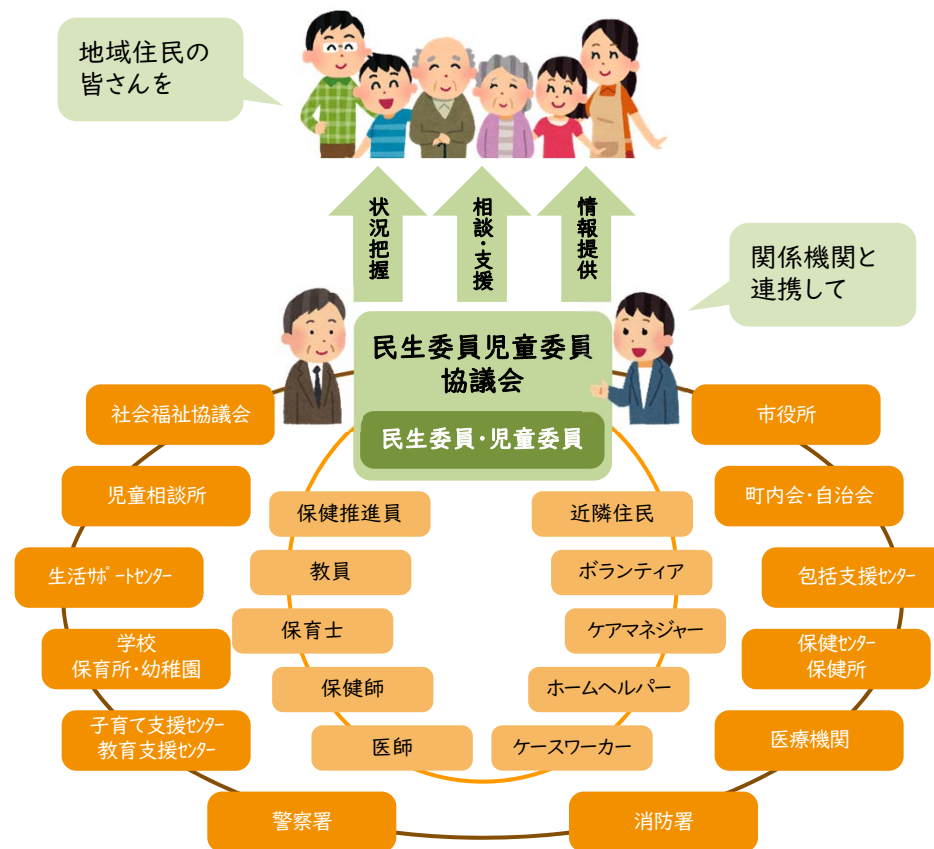 地域住民の
皆さんを
状況把握
相談・支援
情報提供
関係機関と
連携して
民生委員児童委員
協議会
民生委員・児童委員
社会福祉協議会
市役所
児童相談所
町内会・自治会
保健推進員
近隣住民
生活ｻﾎﾟｰﾄｾﾝﾀｰ
教員
ボランティア
包括支援ｾﾝﾀｰ
学校
保育所・幼稚園
保育士
ケアマネジャー
保健ｾﾝﾀｰ
保健所
保健師
ホームヘルパー
子育て支援ｾﾝﾀｰ
教育支援ｾﾝﾀｰ
医師
ケースワーカー
医療機関
警察署
消防署